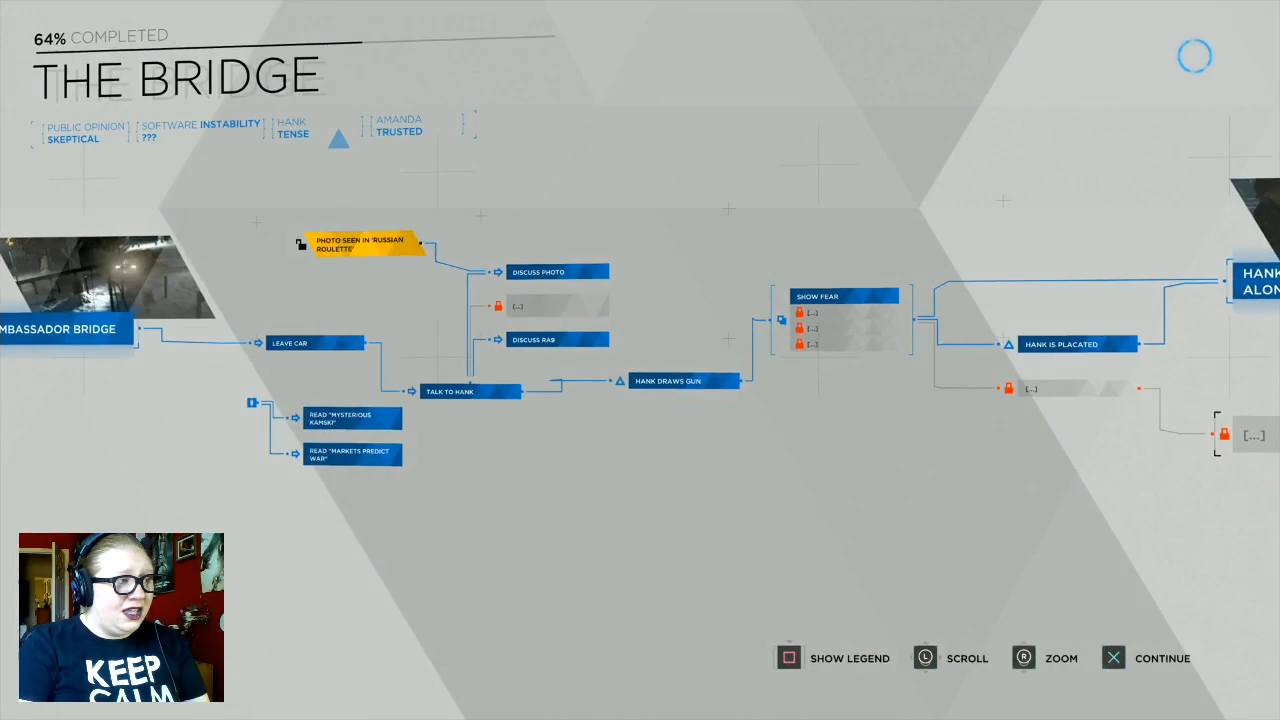 64% COMPLETED
THE BRIDGE
PUBLIC OPINION
SKEPTICAL
SOFTWARE INSTABILITY
???
HANK
TENSE
AMANDA
TRUSTED
PHOTO SEEN IN 'RUSSIAN
ROULETTE'
DISCUSS PHOTO
[...]
DISCUSS RA9
MBASSADOR BRIDGE
LEAVE CAR
TALK TO HANK
READ "MYSTERIOUS
KAMSKI"
READ "MARKETS PREDICT
WAR"
HANK DRAWS GUN
SHOW FEAR
[...]
[...]
[...]
HANK
ALON
HANK IS PLACATED
[...]
[...]
KEEP
CALM
SHOW LEGEND
L
SCROLL
R
ZOOM
CONTINUE